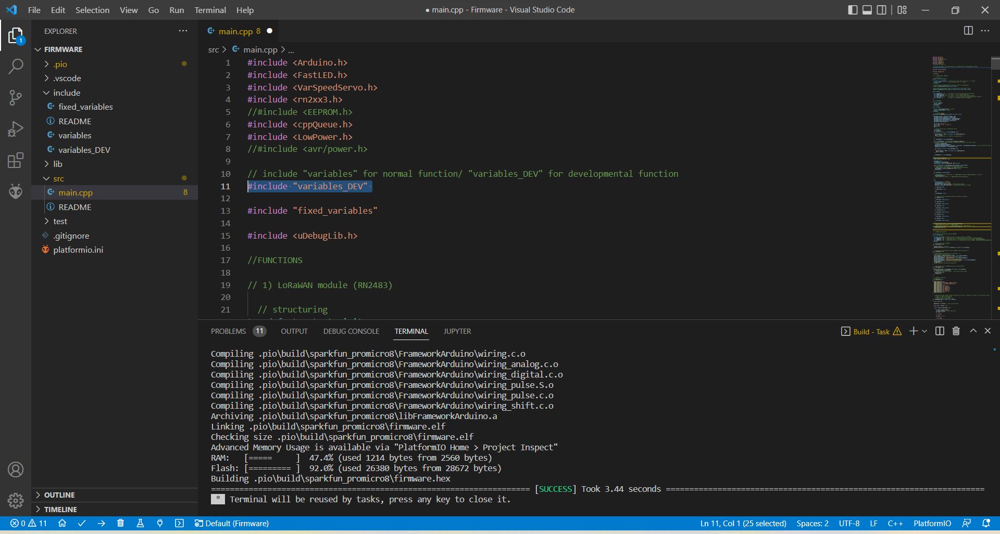 File Edit Selection View Go Run Terminal Help
● main.cpp - Firmware - Visual Studio Code
EXPLORER
FIRMWARE
.pio
.vscode
include
fixed_variables
README
variables
variables_DEV
lib
src
main.cpp 8
README
test
.gitignore
platformio.ini
OUTLINE
TIMELINE
1
main.cpp 8
src > main.cpp > ...
1 #include <Arduino.h>
2 #include <FastLED.h>
3 #include <VarSpeedServo.h>
4 #include <rn2xx3.h>
5 //#include <EEPROM.h>
6 #include <cppQueue.h>
7 #include <LowPower.h>
8 //#include <avr/power.h>
9
10 // include "variables" for normal function/ "variables_DEV" for developmental function
11 #include "variables_DEV"
12
13 #include "fixed_variables"
14
15 #include <uDebugLib.h>
16
17 //FUNCTIONS
18
19 // 1) LoRaWAN module (RN2483)
20
21 // structuring
PROBLEMS 11 OUTPUT DEBUG CONSOLE TERMINAL JUPYTER
Build - Task
Compiling .pio\build\sparkfun_promicro8\FrameworkArduino\wiring.c.o
Compiling .pio\build\sparkfun_promicro8\FrameworkArduino\wiring_analog.c.o
Compiling .pio\build\sparkfun_promicro8\FrameworkArduino\wiring_digital.c.o
Compiling .pio\build\sparkfun_promicro8\FrameworkArduino\wiring_pulse.S.o
Compiling .pio\build\sparkfun_promicro8\FrameworkArduino\wiring_pulse.c.o
Compiling .pio\build\sparkfun_promicro8\FrameworkArduino\wiring_shift.c.o
Archiving .pio\build\sparkfun_promicro8\libFrameworkArduino.a
Linking .pio\build\sparkfun_promicro8\firmware.elf
Checking size .pio\build\sparkfun_promicro8\firmware.elf
Advanced Memory Usage is available via "PlatformIO Home > Project Inspect"
RAM:   [=====     ]  47.4% (used 1214 bytes from 2560 bytes)
Flash: [========= ]  92.0% (used 26380 bytes from 28672 bytes)
Building .pio\build\sparkfun_promicro8\firmware.hex
==================================================================== [SUCCESS] Took 3.44 seconds ====================================================================
* Terminal will be reused by tasks, press any key to close it.
0 11 Default (Firmware) Ln 11, Col 1 (25 selected) Spaces: 2 UTF-8 LF C++ PlatformIO